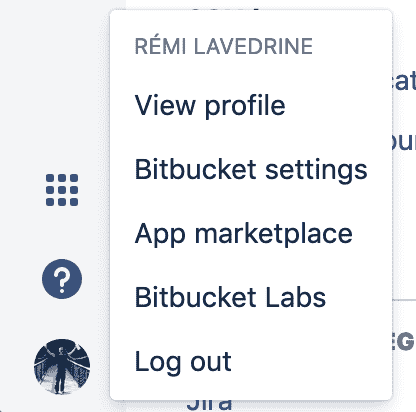 RÉMI LAVEDRINE
View profile
Bitbucket settings
App marketplace
Bitbucket Labs
Log out
?
Jira